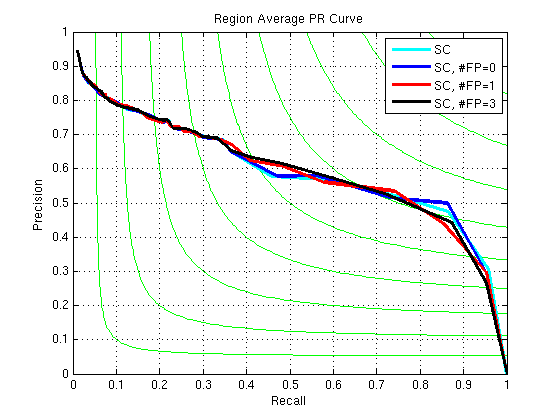 Region Average PR Curve
SC
SC, #FP=0
SC, #FP=1
SC, #FP=3
Precision
1
0.9
0.8
0.7
0.6
0.5
0.4
0.3
0.2
0.1
0
0 0.1 0.2 0.3 0.4 0.5 0.6 0.7 0.8 0.9 1
Recall